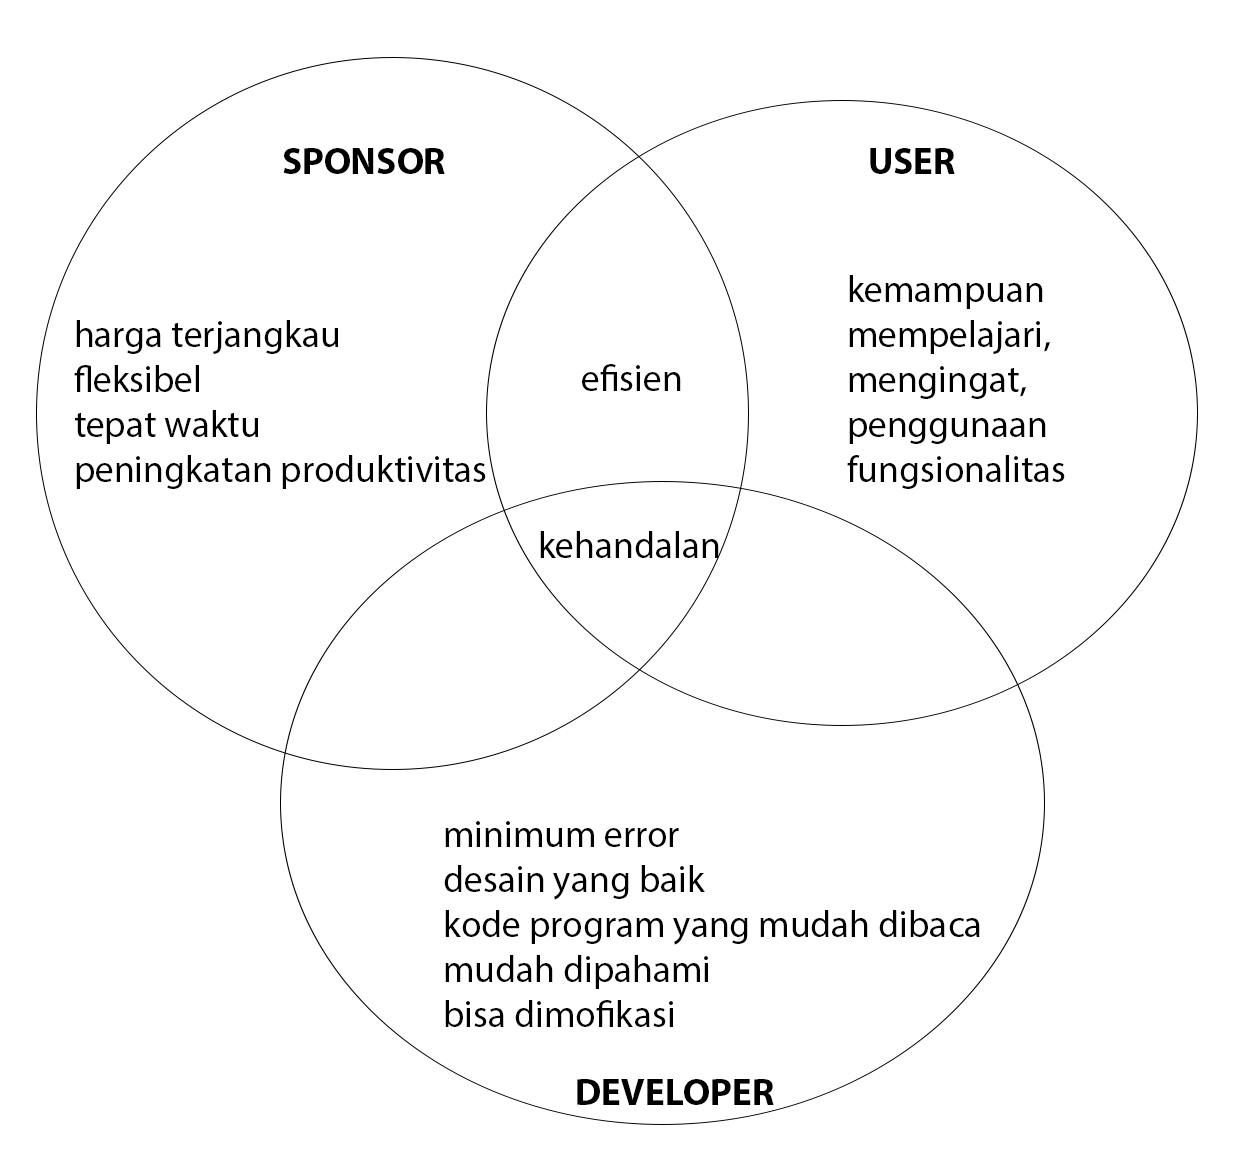 SPONSOR
USER
harga terjangkau
fleksibel
tepat waktu
peningkatan produktivitas
efisien
kemampuan
mempelajari,
mengingat,
penggunaan
fungsionalitas
kehandalan
minimum error
desain yang baik
kode program yang mudah dibaca
mudah dipahami
bisa dimofikasi
DEVELOPER